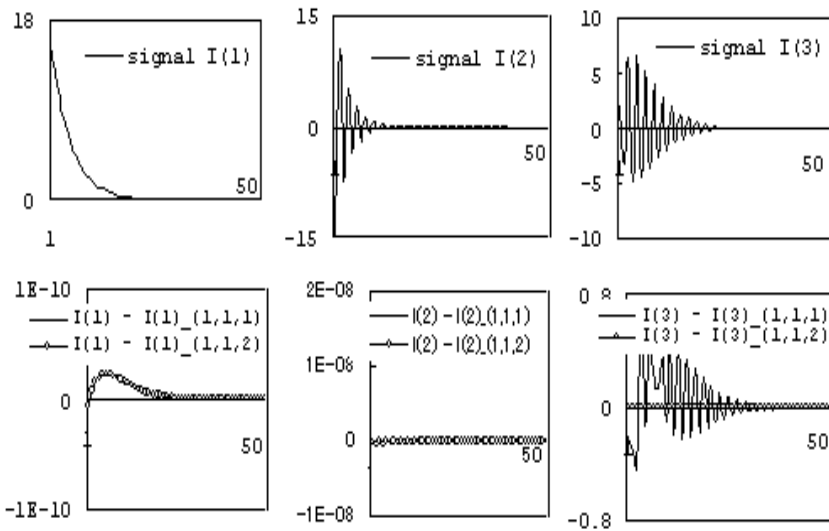 18
signal I(1)
0
50
1
15
signal I(2)
0
50
-15
10
signal I(3)
5
0
50
-5
-10
1E-10
I(1) - I(1)_(1,1,1)
I(1) - I(1)_(1,1,2)
0
50
-1E-10
2E-08
I(2) - I(2)_(1,1,1)
I(2) - I(2)_(1,1,2)
1E-08
0
50
-1E-08
0.8
I(3) - I(3)_(1,1,1)
I(3) - I(3)_(1,1,2)
0
50
-0.8